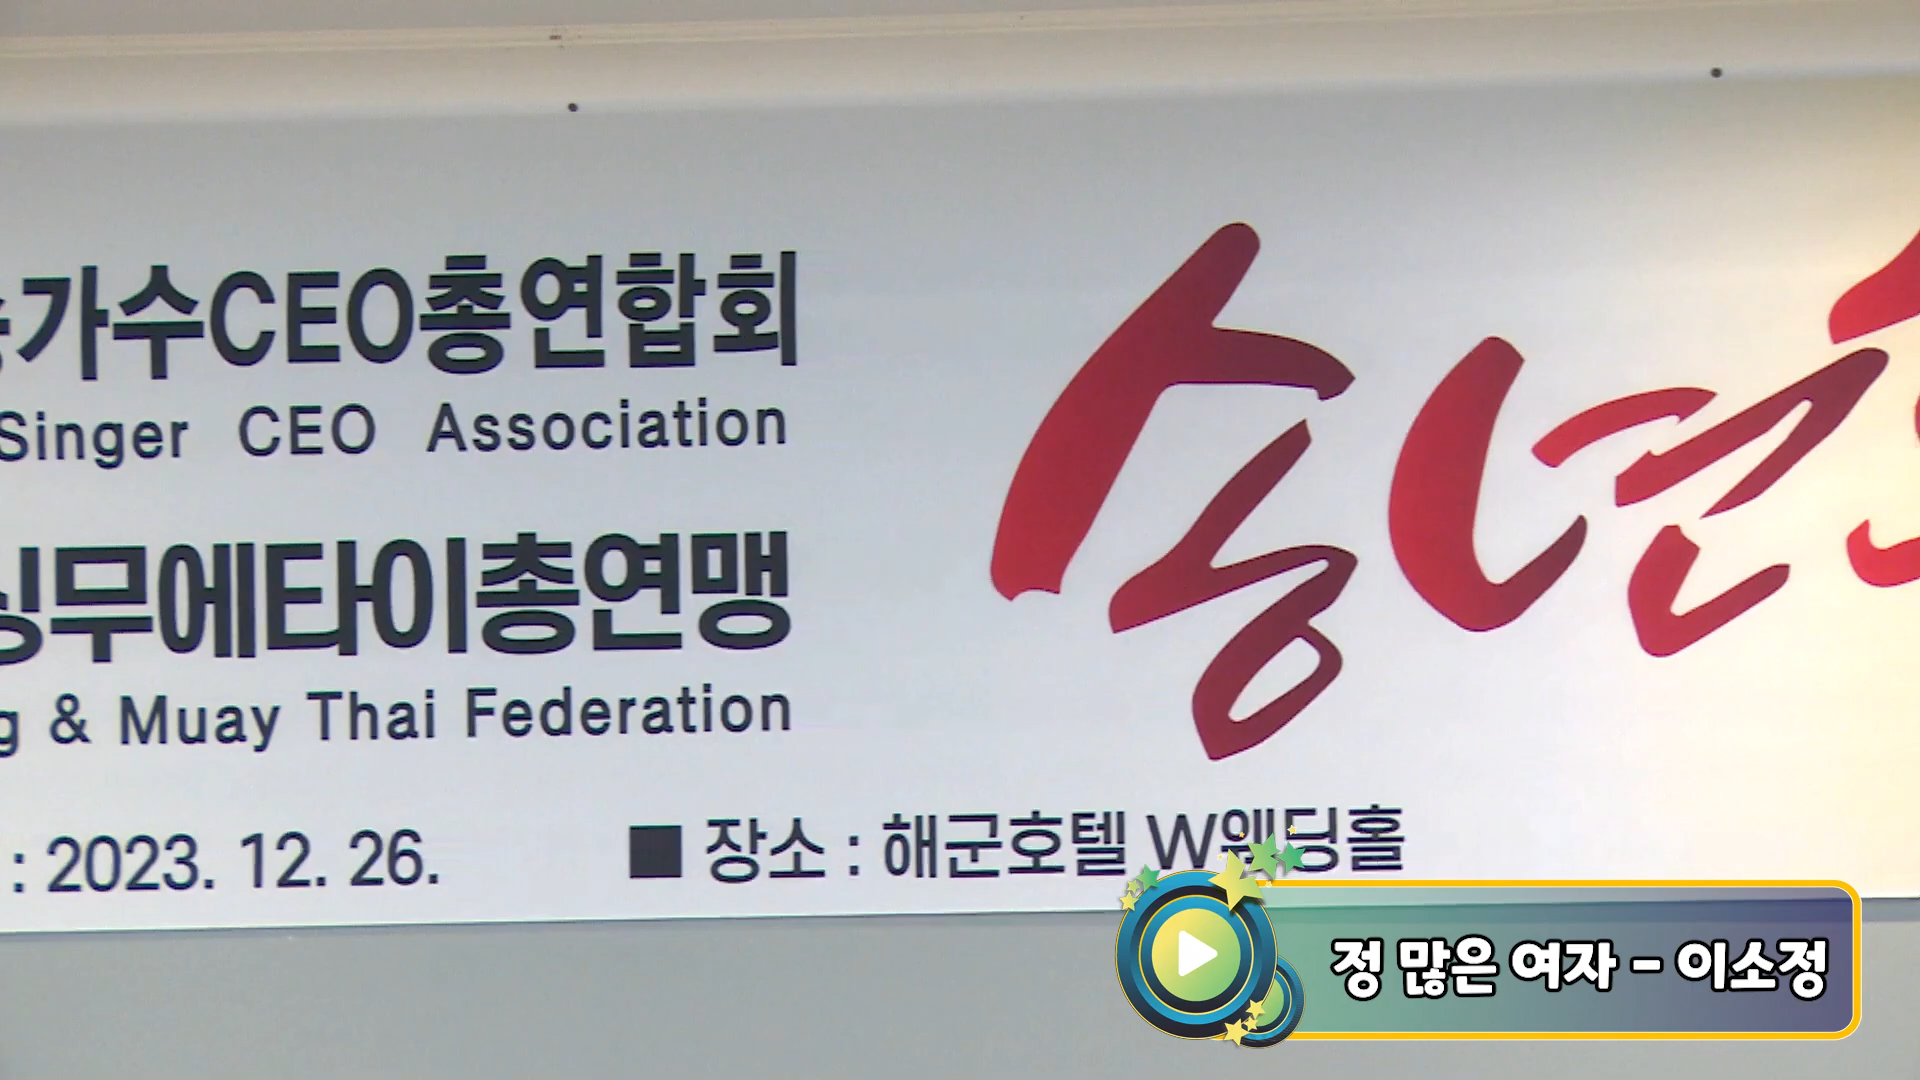 가수CEO총연합회
Singer CEO Association
무에타이총연맹
& Muay Thai Federation
: 2023. 12. 26.
■ 장소 : 해군호텔 W웨딩홀
송년
정 많은 여자 - 이소정